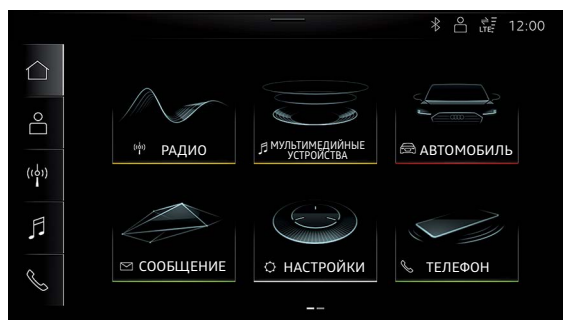 LTE 12:00
РАДИО
МУЛЬТИМЕДИЙНЫЕ
УСТРОЙСТВА
АВТОМОБИЛЬ
СООБЩЕНИЕ
НАСТРОЙКИ
ТЕЛЕФОН